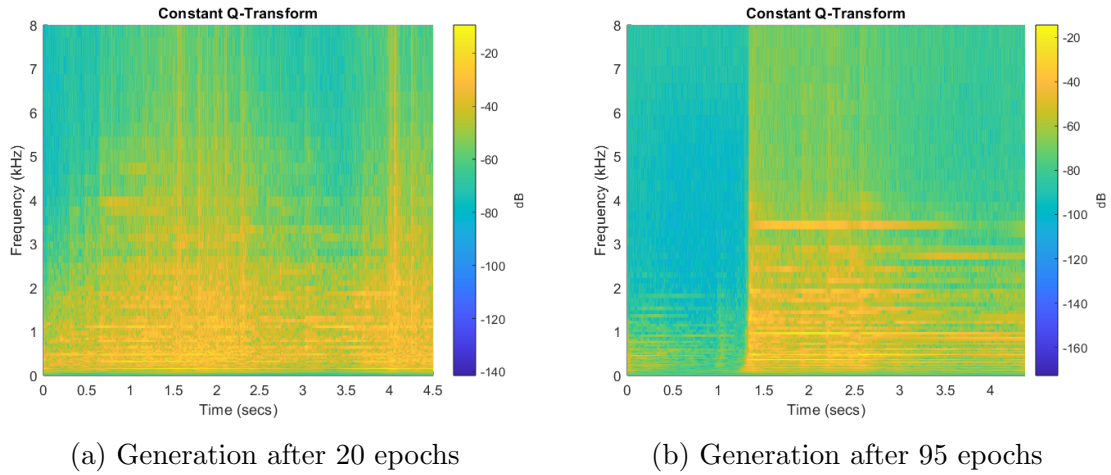 Constant Q-Transform
8
7
6
5
4
3
2
1
0
Frequency (kHz)
0 0.5 1 1.5 2 2.5 3 3.5 4 4.5
Time (secs)
-20
-40
-60
-80
-100
-120
-140
dB
(a) Generation after 20 epochs
Constant Q-Transform
8
7
6
5
4
3
2
1
0
Frequency (kHz)
0 0.5 1 1.5 2 2.5 3 3.5 4
Time (secs)
-20
-40
-60
-80
-100
-120
-140
-160
dB
(b) Generation after 95 epochs